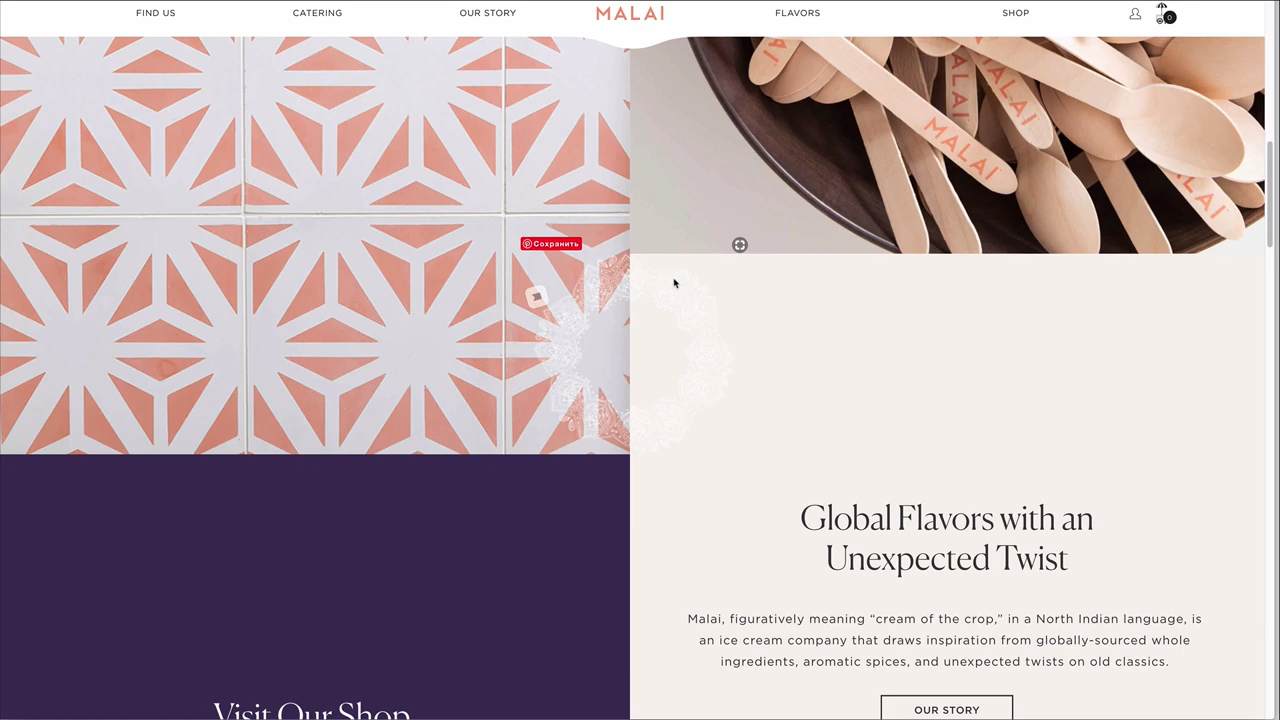 FIND US
CATERING
OUR STORY
MALAI
FLAVORS
SHOP
0
MALAI
Сохранить
Global Flavors with an
Unexpected Twist
Malai, figuratively meaning “cream of the crop,” in a North Indian language, is
an ice cream company that draws inspiration from globally-sourced whole
ingredients, aromatic spices, and unexpected twists on old classics.
OUR STORY
Visit Our Shop